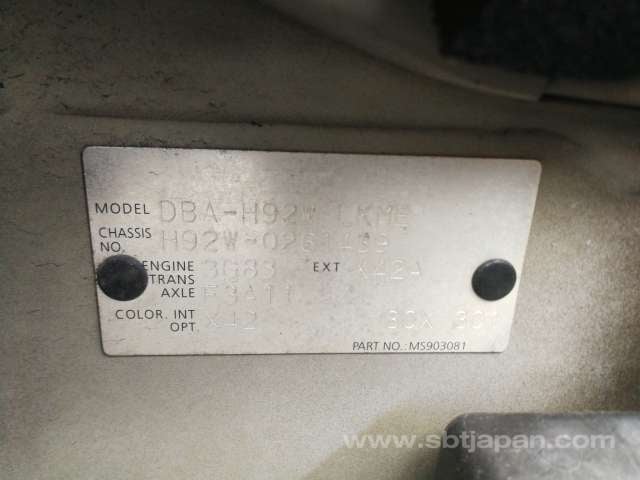 MODEL DBA-H92W LKME
CHASSIS NO. H92W-
ENGINE 3G83 EXT X42A
TRANS AXLE F3A11
COLOR. INT OPT. X42
PART NO.: MS903081
www.sbtjapan.com